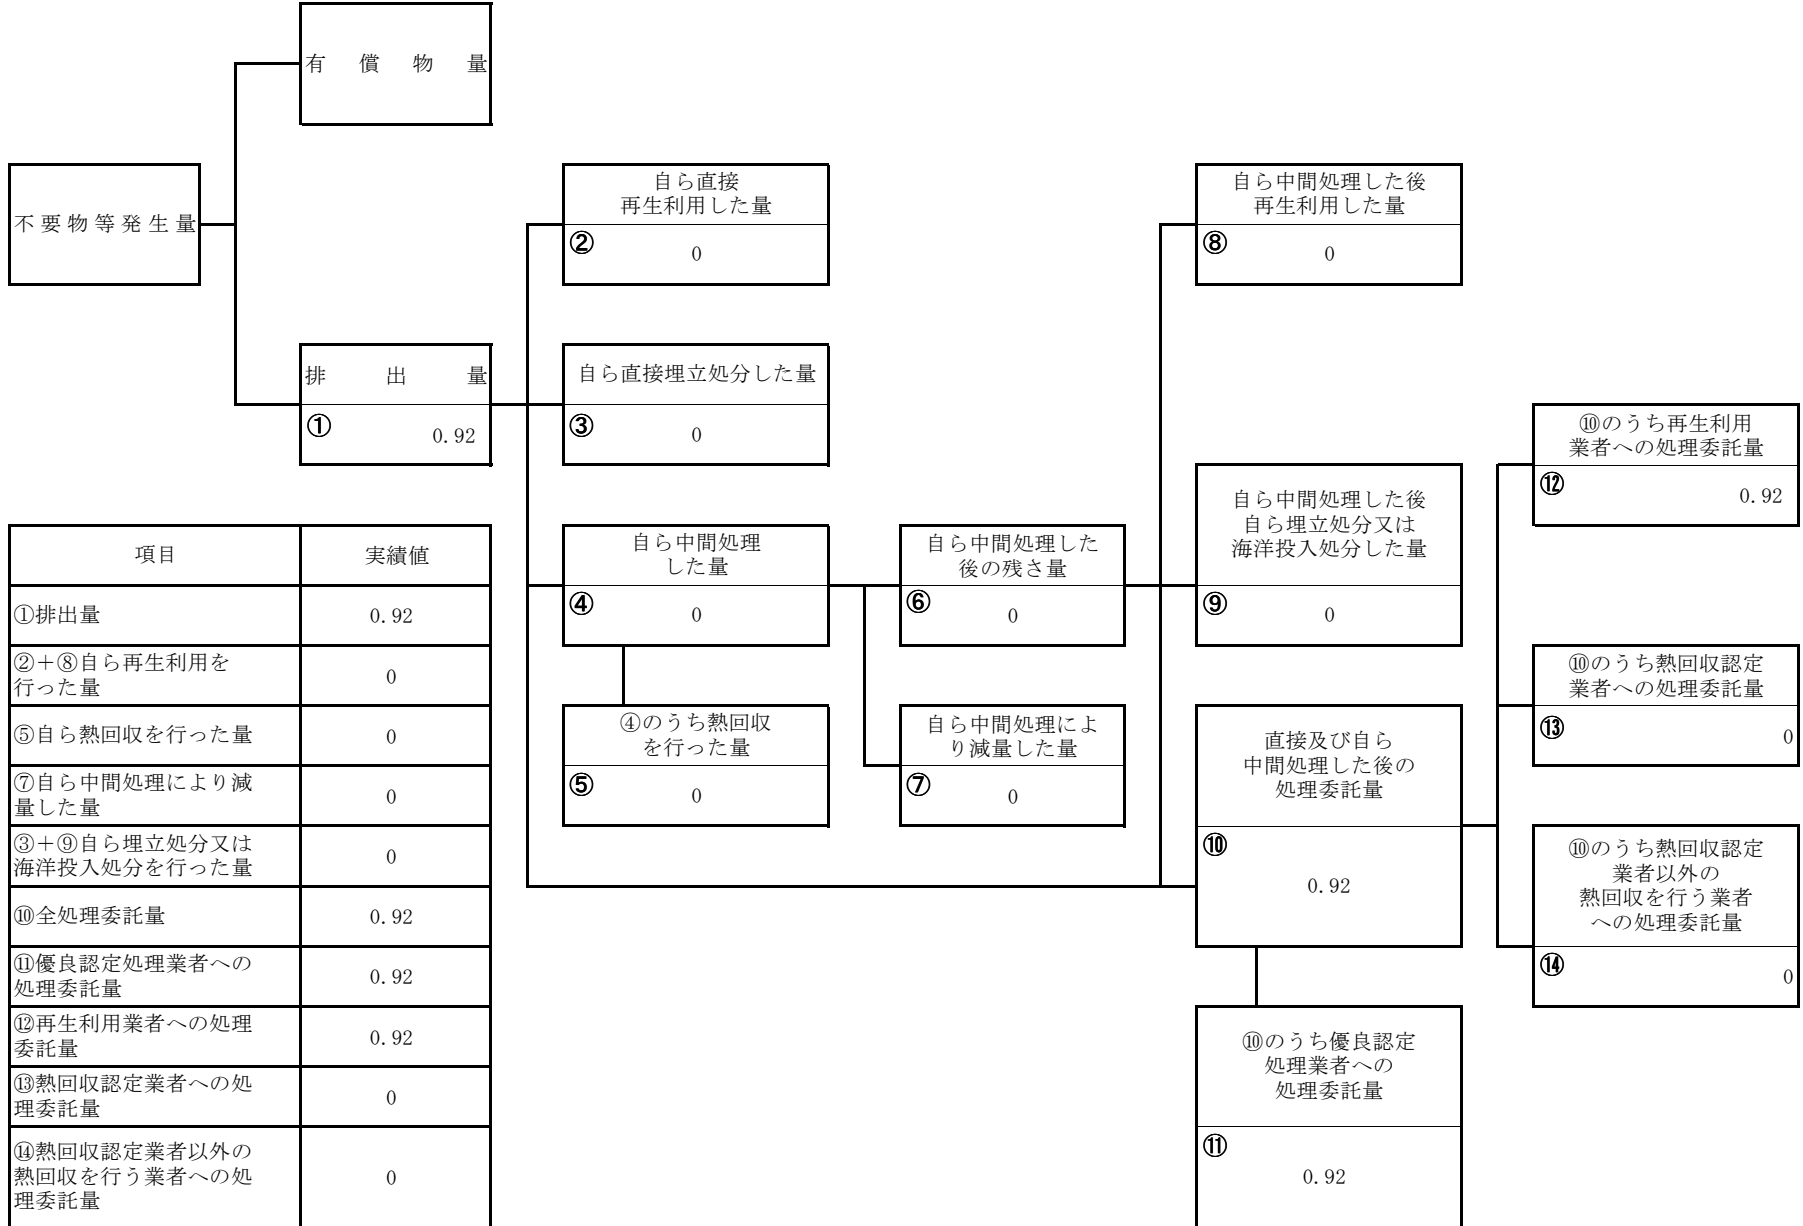 有償物量
不要物等発生量
排出量
①
0.92
自ら直接
再生利用した量
②
0
自ら直接埋立処分した量
③
0
自ら中間処理
した量
④
0
④のうち熱回収
を行った量
⑤
0
自ら中間処理した
後の残さ量
⑥
0
自ら中間処理によ
り減量した量
⑦
0
自ら中間処理した後
再生利用した量
⑧
0
自ら中間処理した後
自ら埋立処分又は
海洋投入処分した量
⑨
0
直接及び自ら
中間処理した後の
処理委託量
⑩
0.92
⑩のうち優良認定
処理業者への
処理委託量
⑪
0.92
⑩のうち再生利用
業者への処理委託量
⑫
0.92
⑩のうち熱回収認定
業者への処理委託量
⑬
0
⑩のうち熱回収認定
業者以外の
熱回収を行う業者
への処理委託量
⑭
0
項目 実績値
①排出量 0.92
②+⑧自ら再生利用を
行った量
0
⑤自ら熱回収を行った量 0
⑦自ら中間処理により減
量した量
0
③+⑨自ら埋立処分又は
海洋投入処分を行った量
0
⑩全処理委託量 0.92
⑪優良認定処理業者への
処理委託量
0.92
⑫再生利用業者への処理
委託量
0.92
⑬熱回収認定業者への処
理委託量
0
⑭熱回収認定業者以外の
熱回収を行う業者への処
理委託量
0